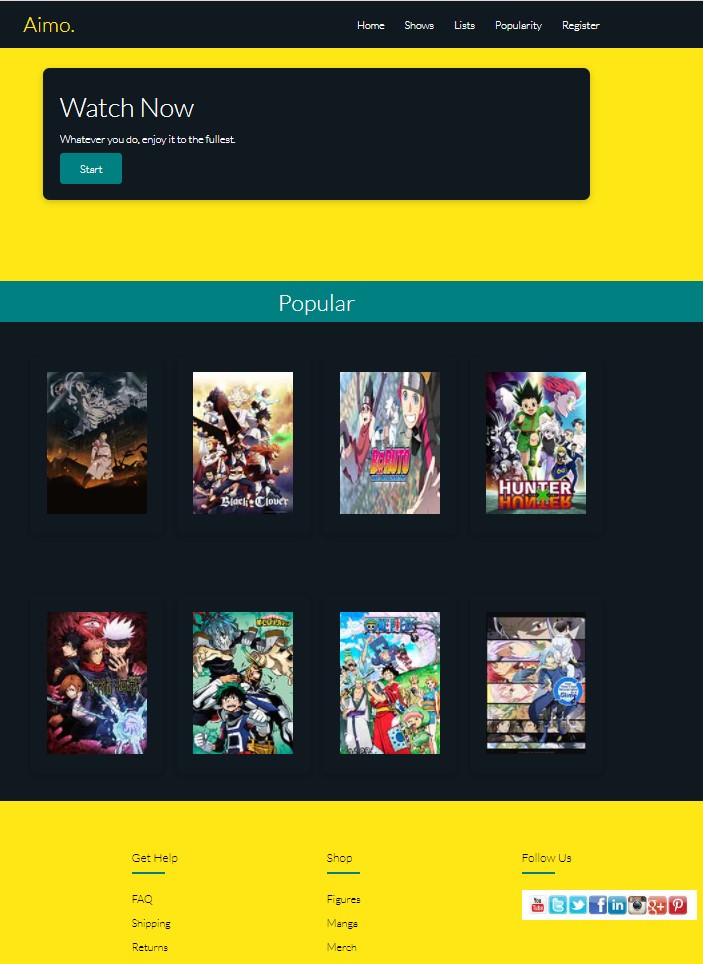 Aimo.
Home Shows Lists Popularity Register
Watch Now
Whatever you do, enjoy it to the fullest.
Start
Popular
Black Clover
BORUTO
HUNTER
HUNTER
ONE PIECE
Get Help
Shop
Follow Us
FAQ
Figures
You Tube
Shipping
Manga
Returns
Merch